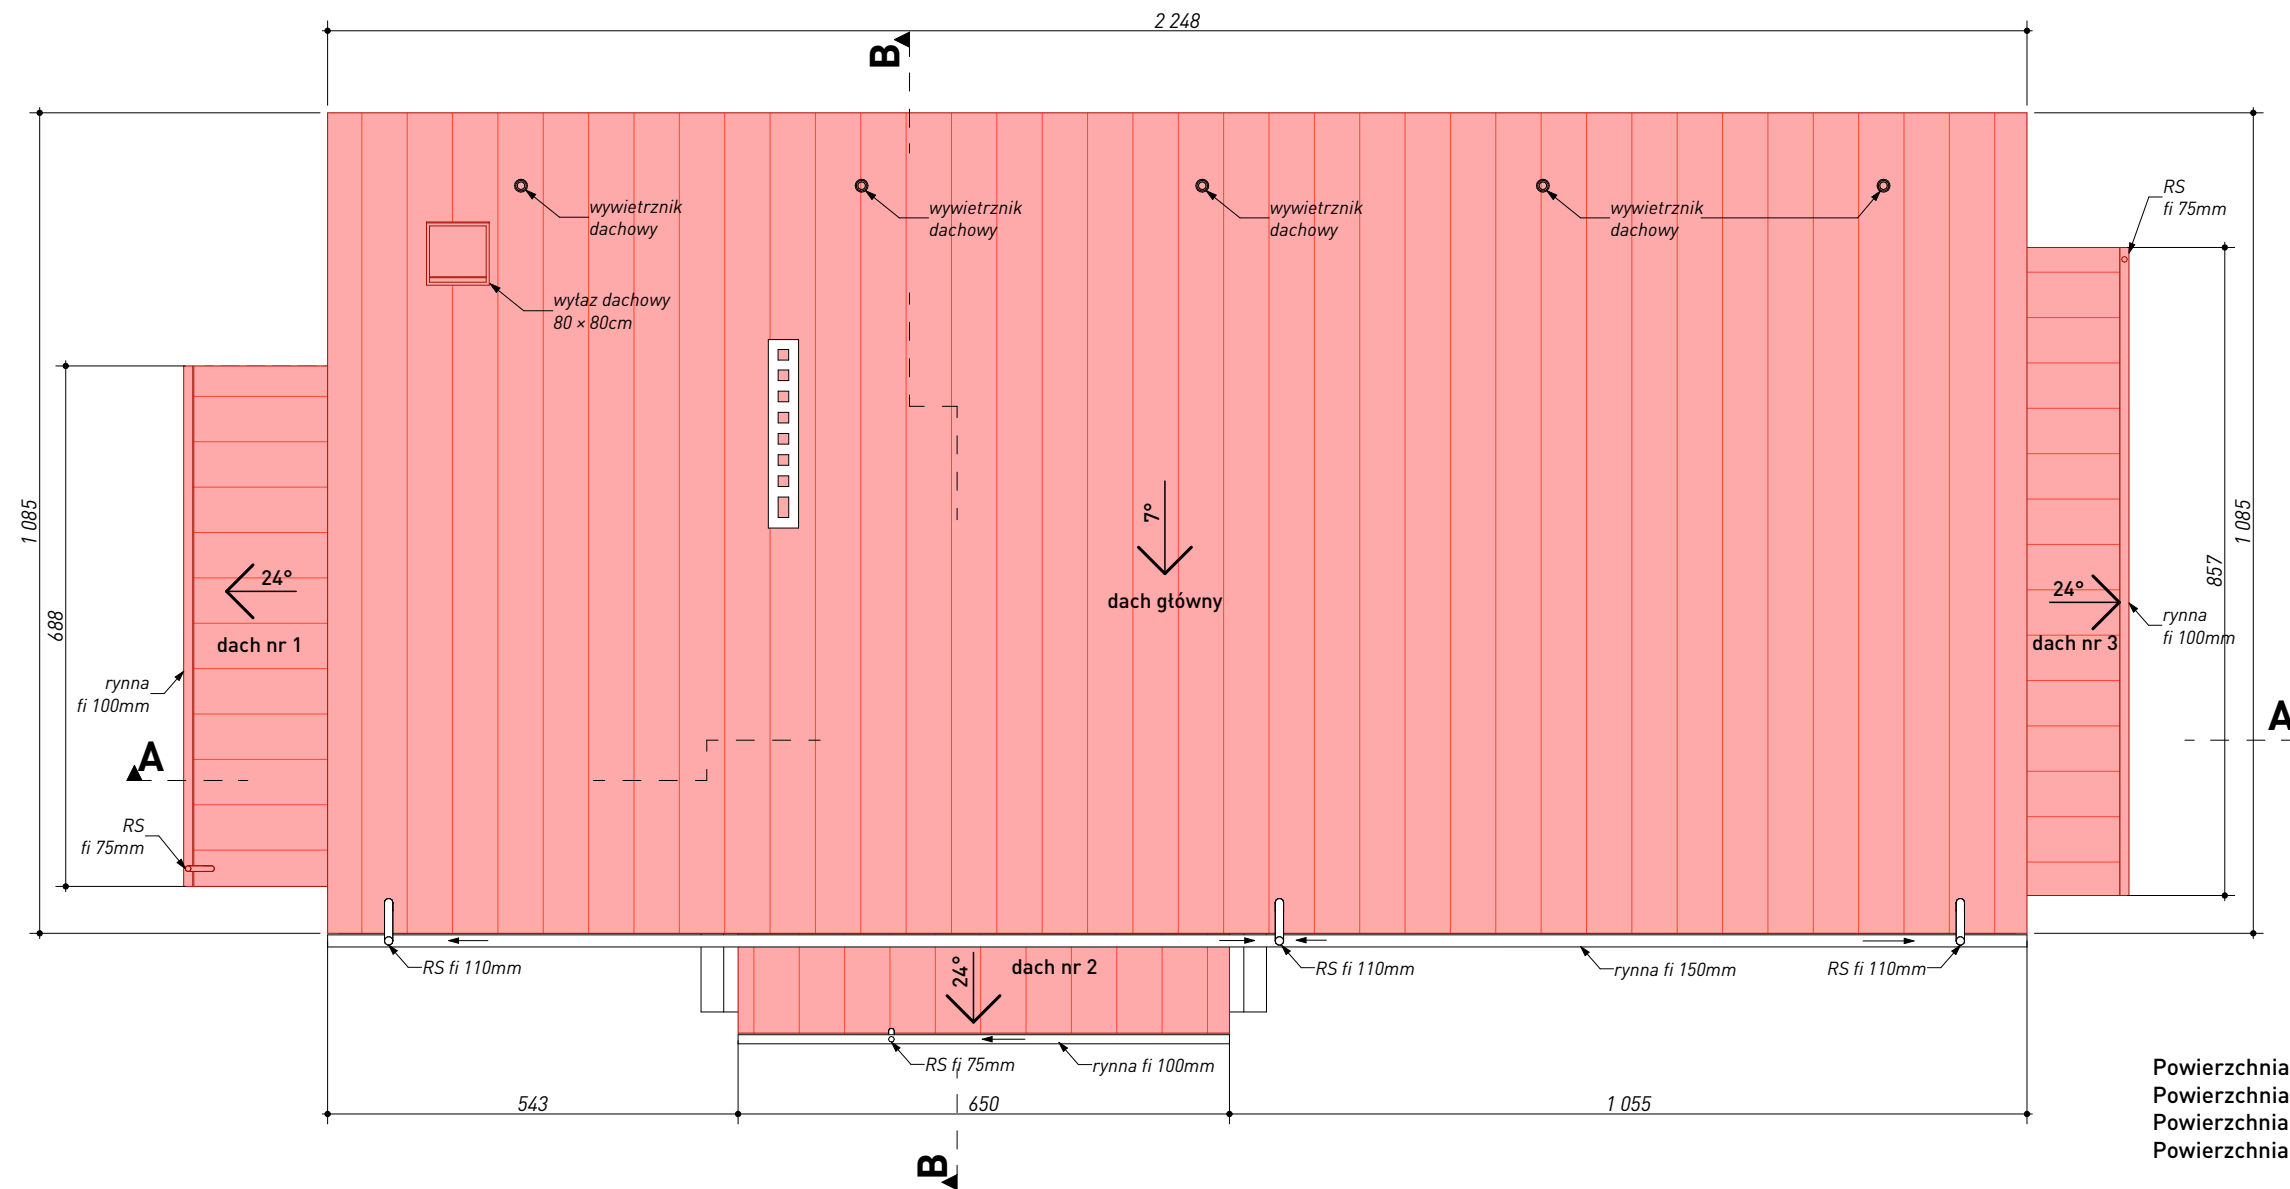 2 248
B
wywietrznik
dachowy
wywietrznik
dachowy
wywietrznik
dachowy
wywietrznik
dachowy
RS
fi 75mm
wyłaz dachowy
80 × 80cm
1 085
688
24°
dach nr 1
rynna
fi 100mm
A
RS
fi 75mm
7°
dach główny
24°
dach nr 3
857
1 085
rynna
fi 100mm
A
RS fi 110mm
24°
dach nr 2
RS fi 110mm
rynna fi 150mm
RS fi 110mm
RS fi 75mm
rynna fi 100mm
543
650
1 055
B
Powierzchnia
Powierzchnia
Powierzchnia
Powierzchnia